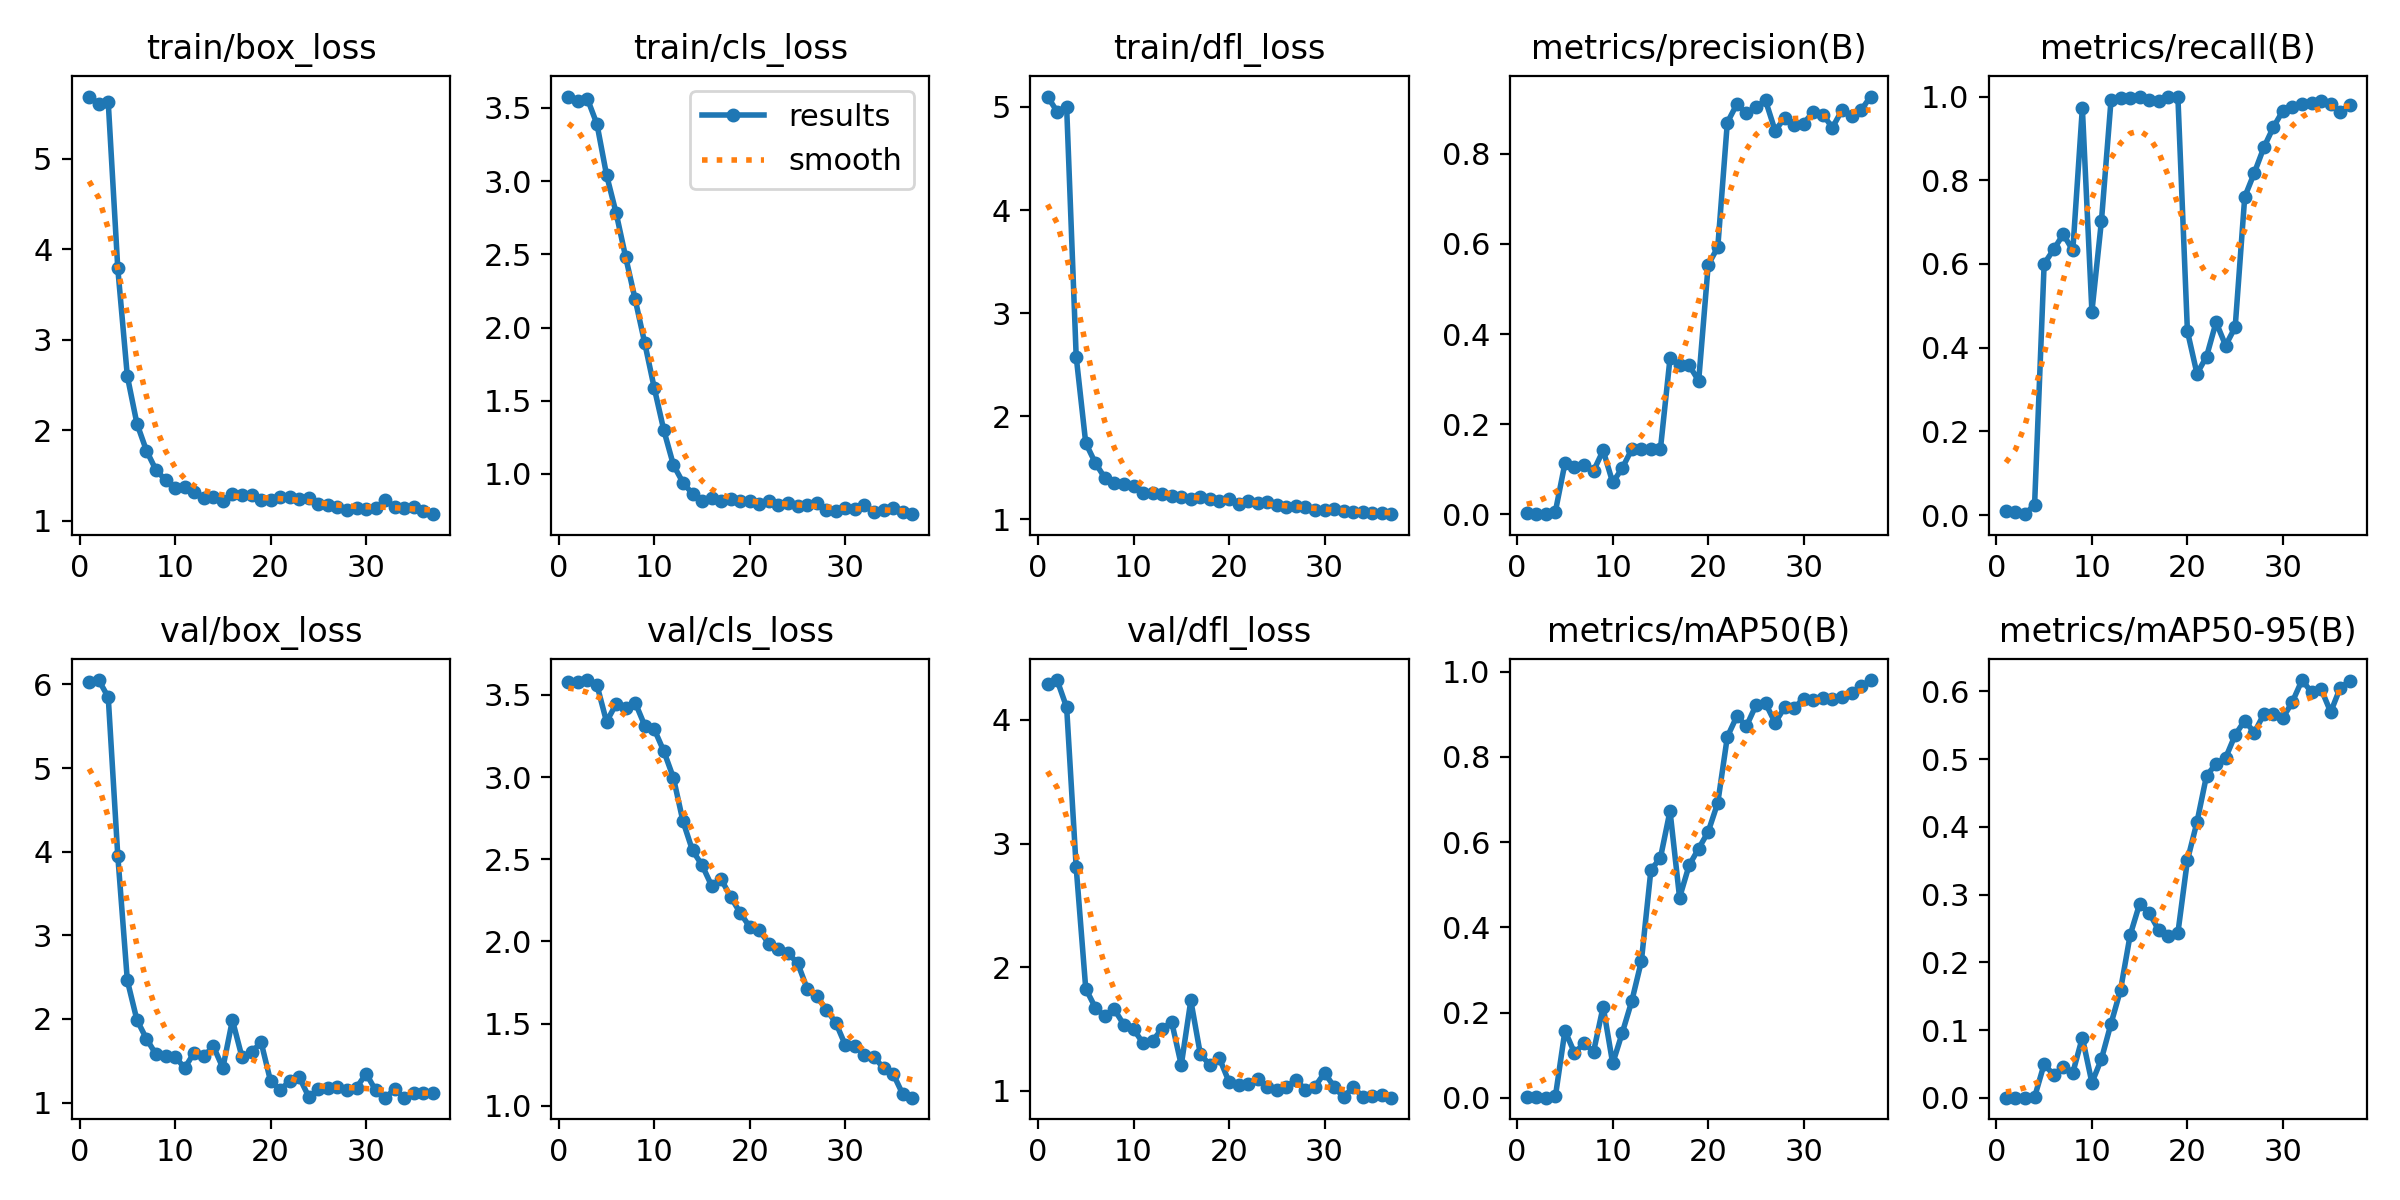 train/box_loss
5
4
3
2
1
0 10 20 30
train/cls_loss
results
smooth
3.5
3.0
2.5
2.0
1.5
1.0
0 10 20 30
train/dfl_loss
5
4
3
2
1
0 10 20 30
metrics/precision(B)
0.8
0.6
0.4
0.2
0.0
0 10 20 30
metrics/recall(B)
1.0
0.8
0.6
0.4
0.2
0.0
0 10 20 30
val/box_loss
6
5
4
3
2
1
0 10 20 30
val/cls_loss
3.5
3.0
2.5
2.0
1.5
1.0
0 10 20 30
val/dfl_loss
4
3
2
1
0 10 20 30
metrics/mAP50(B)
1.0
0.8
0.6
0.4
0.2
0.0
0 10 20 30
metrics/mAP50-95(B)
0.6
0.5
0.4
0.3
0.2
0.1
0.0
0 10 20 30